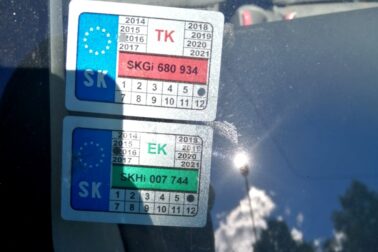 2014 2018
2015 TK 2019
2016 2020
2017 2021
SKGi 680 934
SK 1 2 3 4 5
7 8 9 10 11 12
2014 2018
2015 EK 2019
2016 2020
2017 2021
SKHi 007 744
SK 1 2 3 4 5
7 8 9 10 11 12